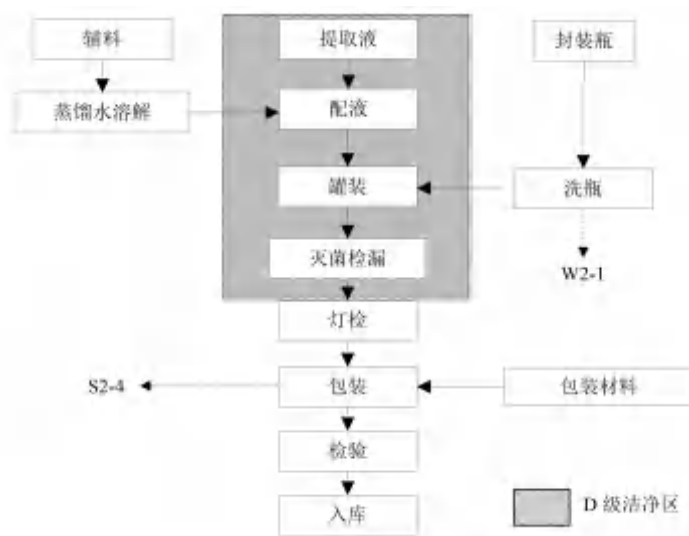 辅料
提取液
封装瓶
蒸馏水溶解
配液
罐装
洗瓶
灭菌检漏
W2-1
灯检
S2-4
包装
包装材料
检验
入库
D 级洁净区